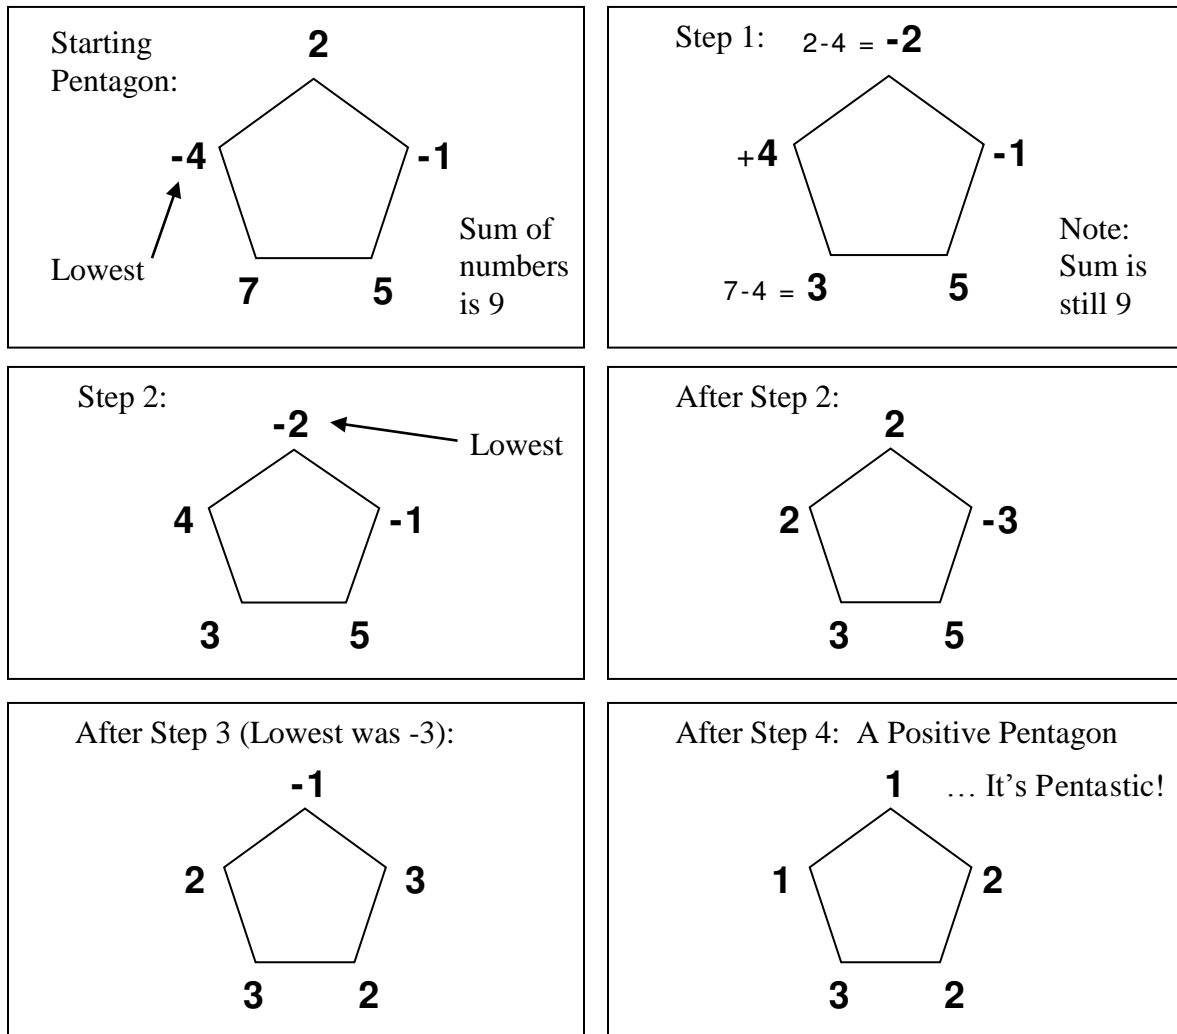 Starting
Pentagon:
2
-4
-1
Lowest
7
5
Sum of
numbers
is 9
Step 1:
2-4 = -2
+4
-1
7-4 = 3
5
Note:
Sum is
still 9
Step 2:
-2
Lowest
4
-1
3
5
After Step 2:
2
2
-3
3
5
After Step 3 (Lowest was -3):
-1
2
3
3
2
After Step 4: A Positive Pentagon
1
… It’s Pentastic!
1
2
3
2